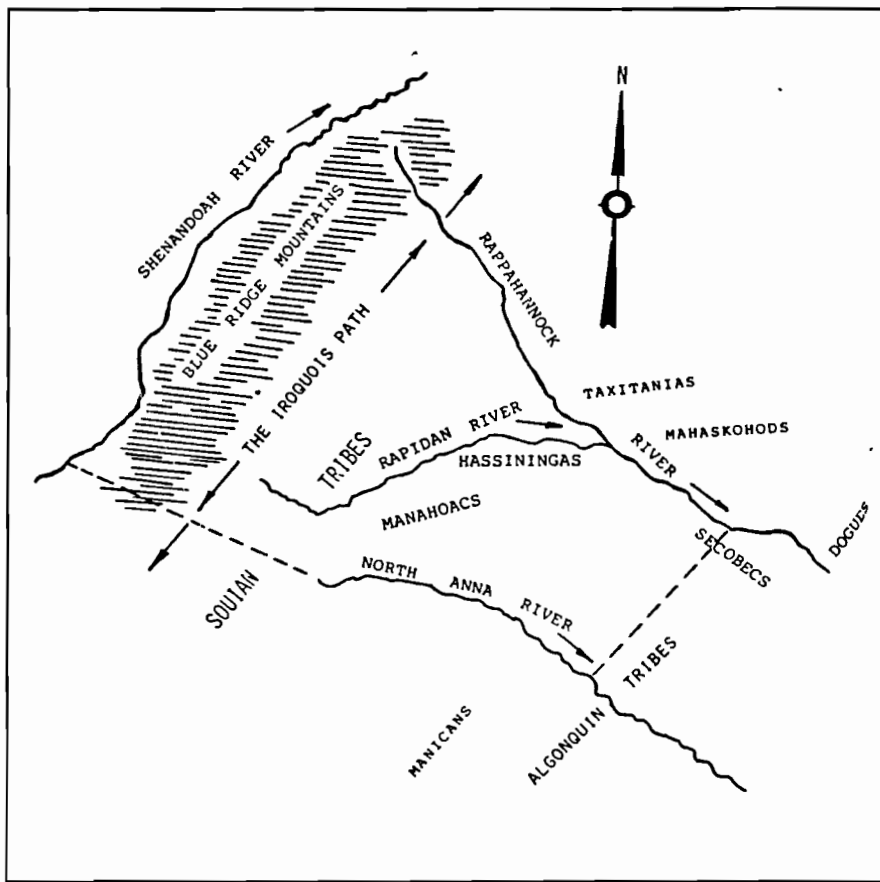 N
SHENANDOAH RIVER
BLUE RIDGE MOUNTAINS
THE IROQUOIS PATH
RAPPAHANNOCK RIVER
TAXITANIAS
MAHASKOHODS
SOUIAN TRIBES
RAPIDAN RIVER
HASSININGAS
MANAHOACS
DOGUES
SECOBECS
NORTH ANNA RIVER
ALGONQUIN TRIBES
MANICANS